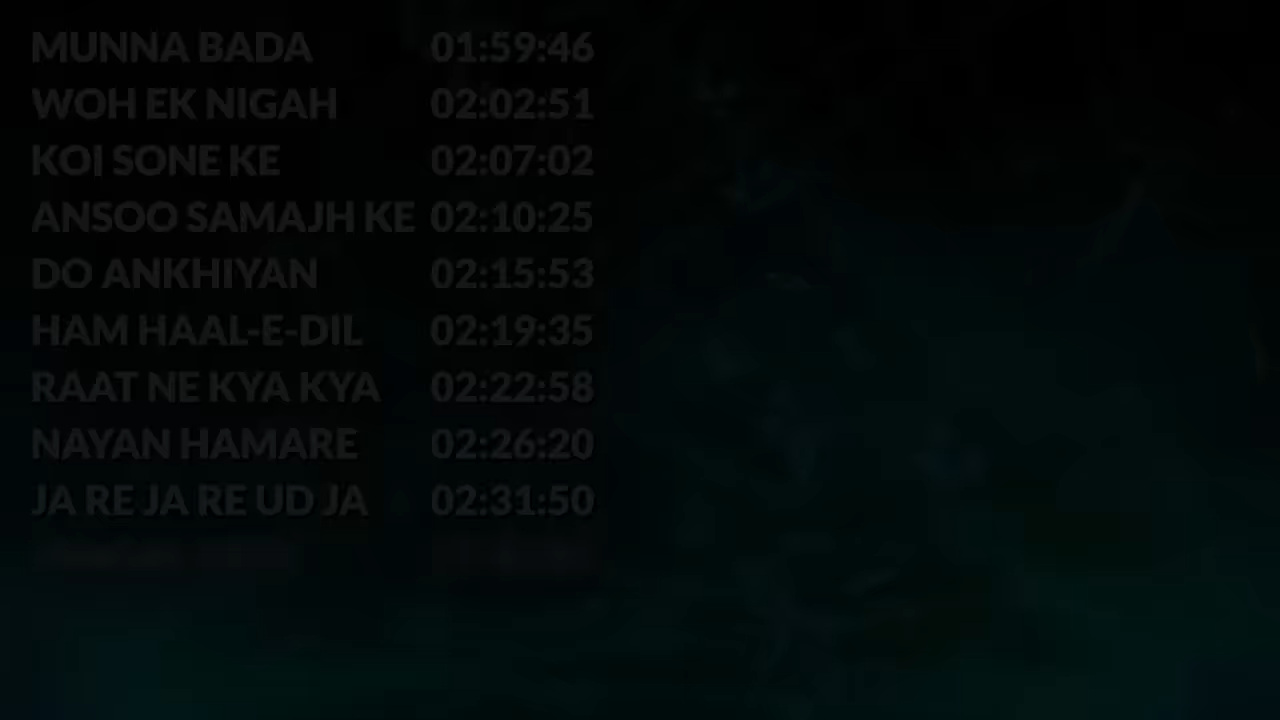 MUNNA BADA 01:59:46
WOH EK NIGAH 02:02:51
KOI SONE KE 02:07:02
ANSOO SAMAJH KE 02:10:25
DO ANKHIYAN 02:15:53
HAM HAAL-E-DIL 02:19:35
RAAT NE KYA KYA 02:22:58
NAYAN HAMARE 02:26:20
JA RE JA RE UD JA 02:31:50